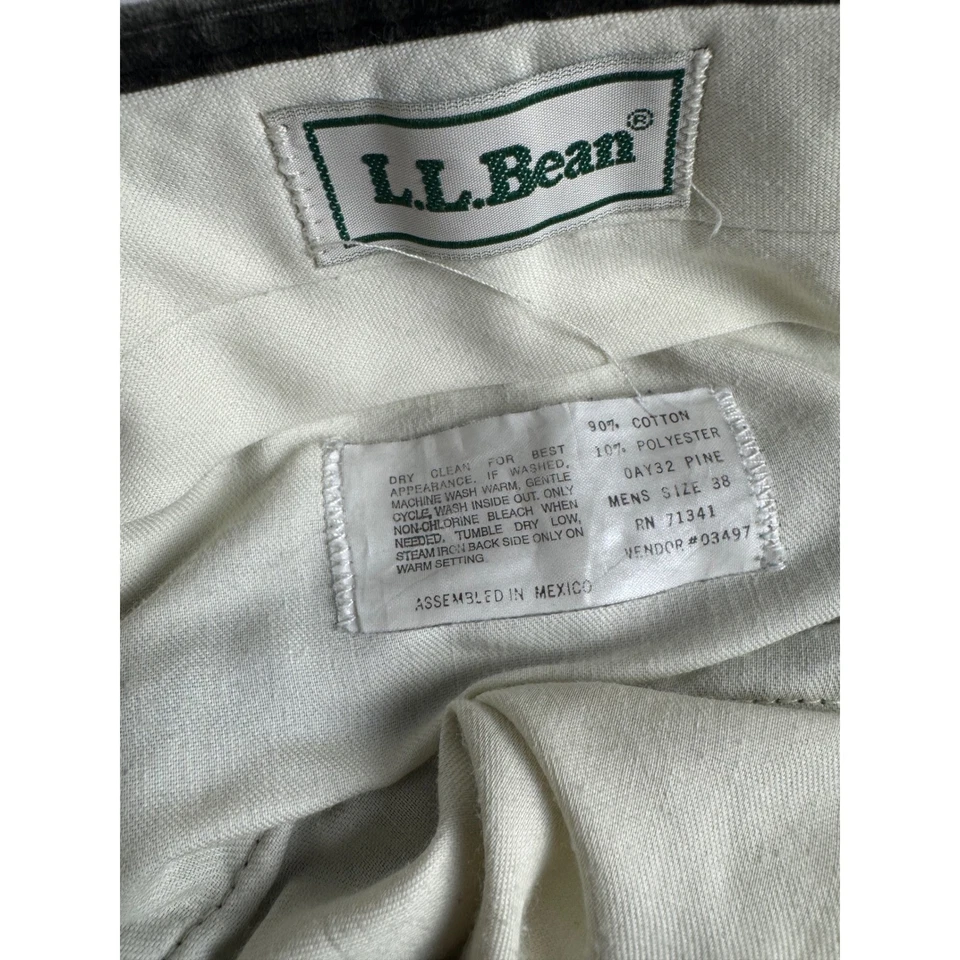 L.L.Bean®
DRY CLEAN FOR BEST
APPEARANCE. IF WASHED,
MACHINE WASH WARM, GENTLE
CYCLE, WASH INSIDE OUT. ONLY
NON-CHLORINE BLEACH WHEN
NEEDED. TUMBLE DRY LOW,
STEAM IRON BACK SIDE ONLY ON
WARM SETTING.
ASSEMBLED IN MEXICO
90% COTTON
10% POLYESTER
0AY32 PINE
MENS SIZE 38
RN 71341
VENDOR #03497